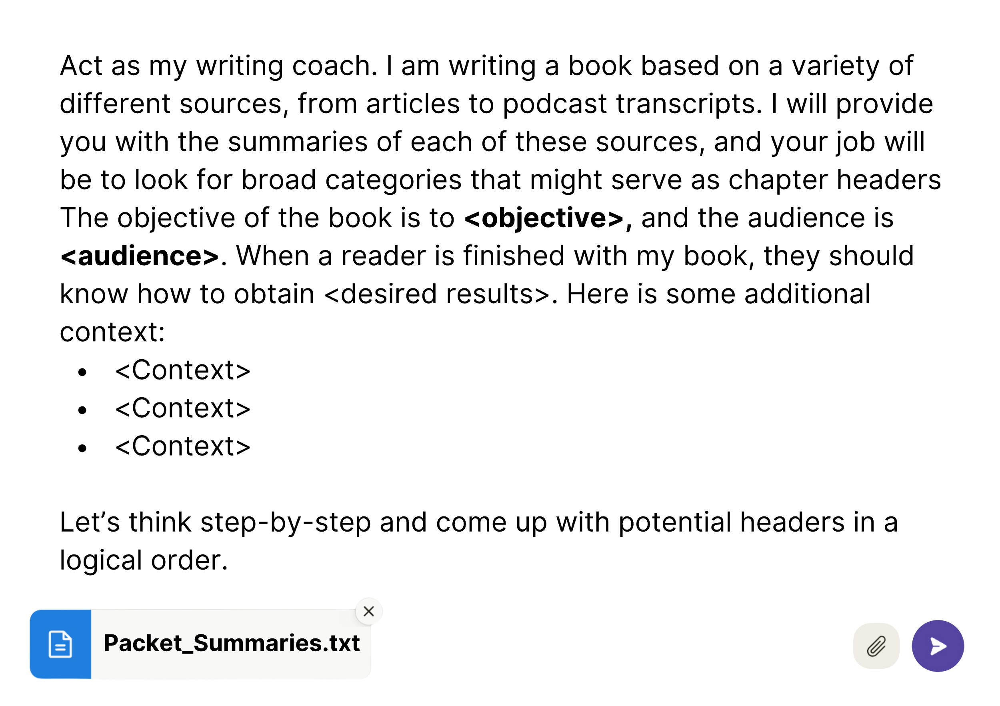 Act as my writing coach. I am writing a book based on a variety of
different sources, from articles to podcast transcripts. I will provide
you with the summaries of each of these sources, and your job will
be to look for broad categories that might serve as chapter headers
The objective of the book is to <objective>, and the audience is
<audience>. When a reader is finished with my book, they should
know how to obtain <desired results>. Here is some additional
context:
• <Context>
• <Context>
• <Context>
Let’s think step-by-step and come up with potential headers in a
logical order.
Packet_Summaries.txt